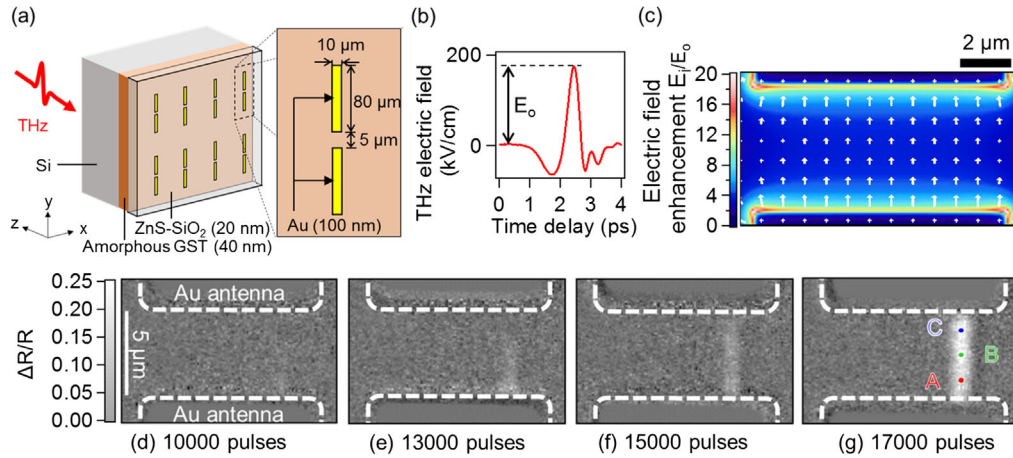 (a)
THz
Si
y
z
x
ZnS-SiO₂ (20 nm)
Amorphous GST (40 nm)
10 μm
80 μm
5 μm
Au (100 nm)
(b)
THz electric field
(kV/cm)
200
0
E₀
0 1 2 3 4
Time delay (ps)
(c)
2 μm
Electric field
enhancement Eᵢ/E₀
20
16
12
8
4
0
ΔR/R
0.25
0.20
0.15
0.10
0.05
0.00
Au antenna
5 μm
Au antenna
C
B
A
(d) 10000 pulses
(e) 13000 pulses
(f) 15000 pulses
(g) 17000 pulses